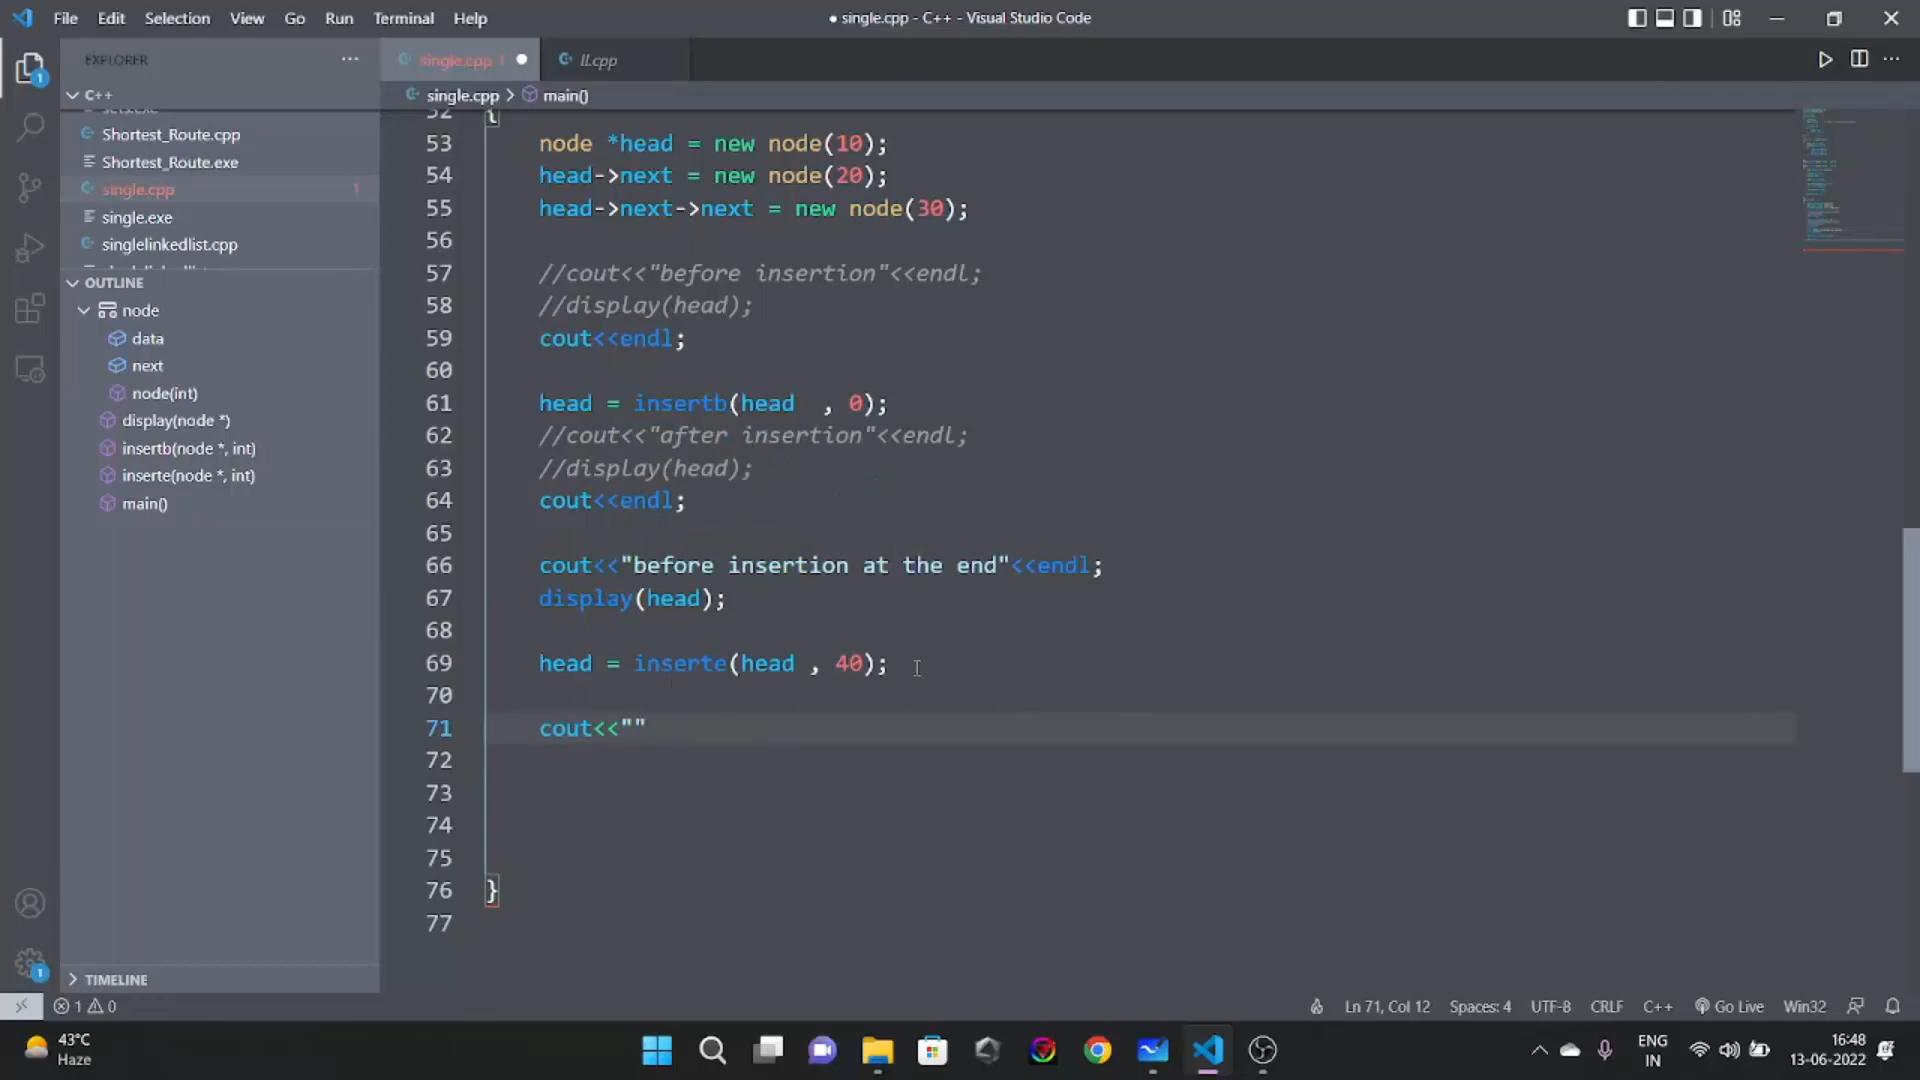 File Edit Selection View Go Run Terminal Help
● single.cpp - C++ - Visual Studio Code
EXPLORER ...
single.cpp 1 ●
ll.cpp
C++
single.cpp > main()
sets.exe
Shortest_Route.cpp
Shortest_Route.exe
single.cpp 1
single.exe
singlelinkedlist.cpp
OUTLINE
node
data
next
node(int)
display(node *)
insertb(node *, int)
inserte(node *, int)
main()
TIMELINE
52 {
53 node *head = new node(10);
54 head->next = new node(20);
55 head->next->next = new node(30);
56
57 //cout<<"before insertion"<<endl;
58 //display(head);
59 cout<<endl;
60
61 head = insertb(head  , 0);
62 //cout<<"after insertion"<<endl;
63 //display(head);
64 cout<<endl;
65
66 cout<<"before insertion at the end"<<endl;
67 display(head);
68
69 head = inserte(head , 40);
70
71 cout<<""
72
73
74
75
76 }
77
1 0
Ln 71, Col 12 Spaces: 4 UTF-8 CRLF C++ Go Live Win32
43°C
Haze
ENG
IN
16:48
13-06-2022